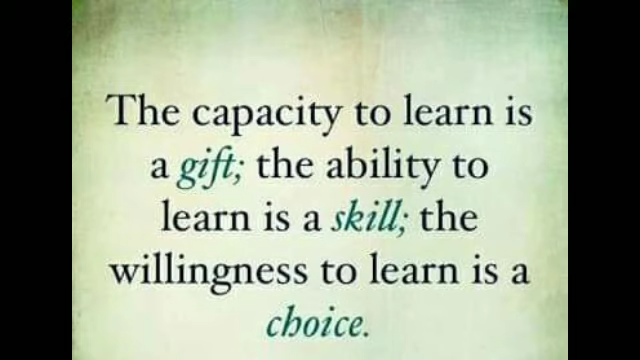 The capacity to learn is
a gift; the ability to
learn is a skill; the
willingness to learn is a
choice.